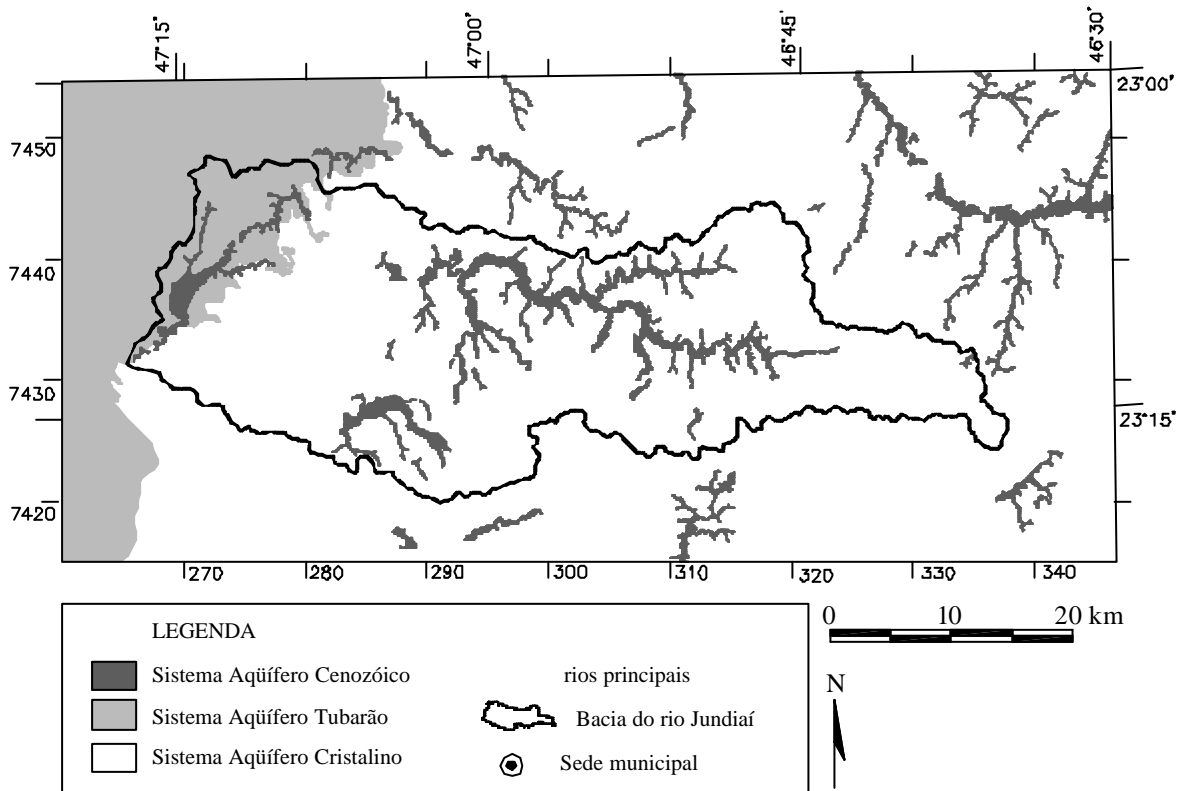 47°15'
47°00'
46°45'
46°30'
23°00'
7450
7440
7430
23°15'
7420
270
280
290
300
310
320
330
340
LEGENDA
Sistema Aqüífero Cenozóico
Sistema Aqüífero Tubarão
Sistema Aqüífero Cristalino
rios principais
Bacia do rio Jundiaí
Sede municipal
0 10 20 km
N